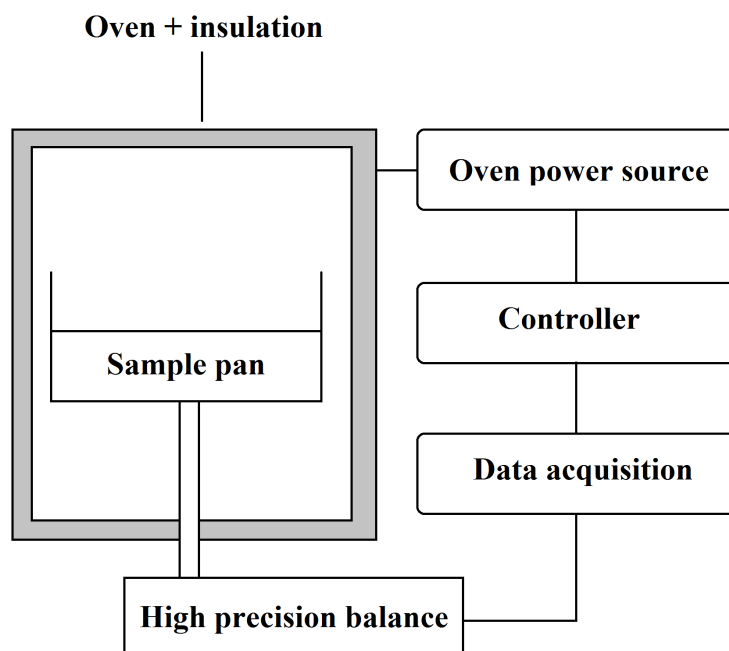 Oven + insulation
Oven power source
Controller
Sample pan
Data acquisition
High precision balance